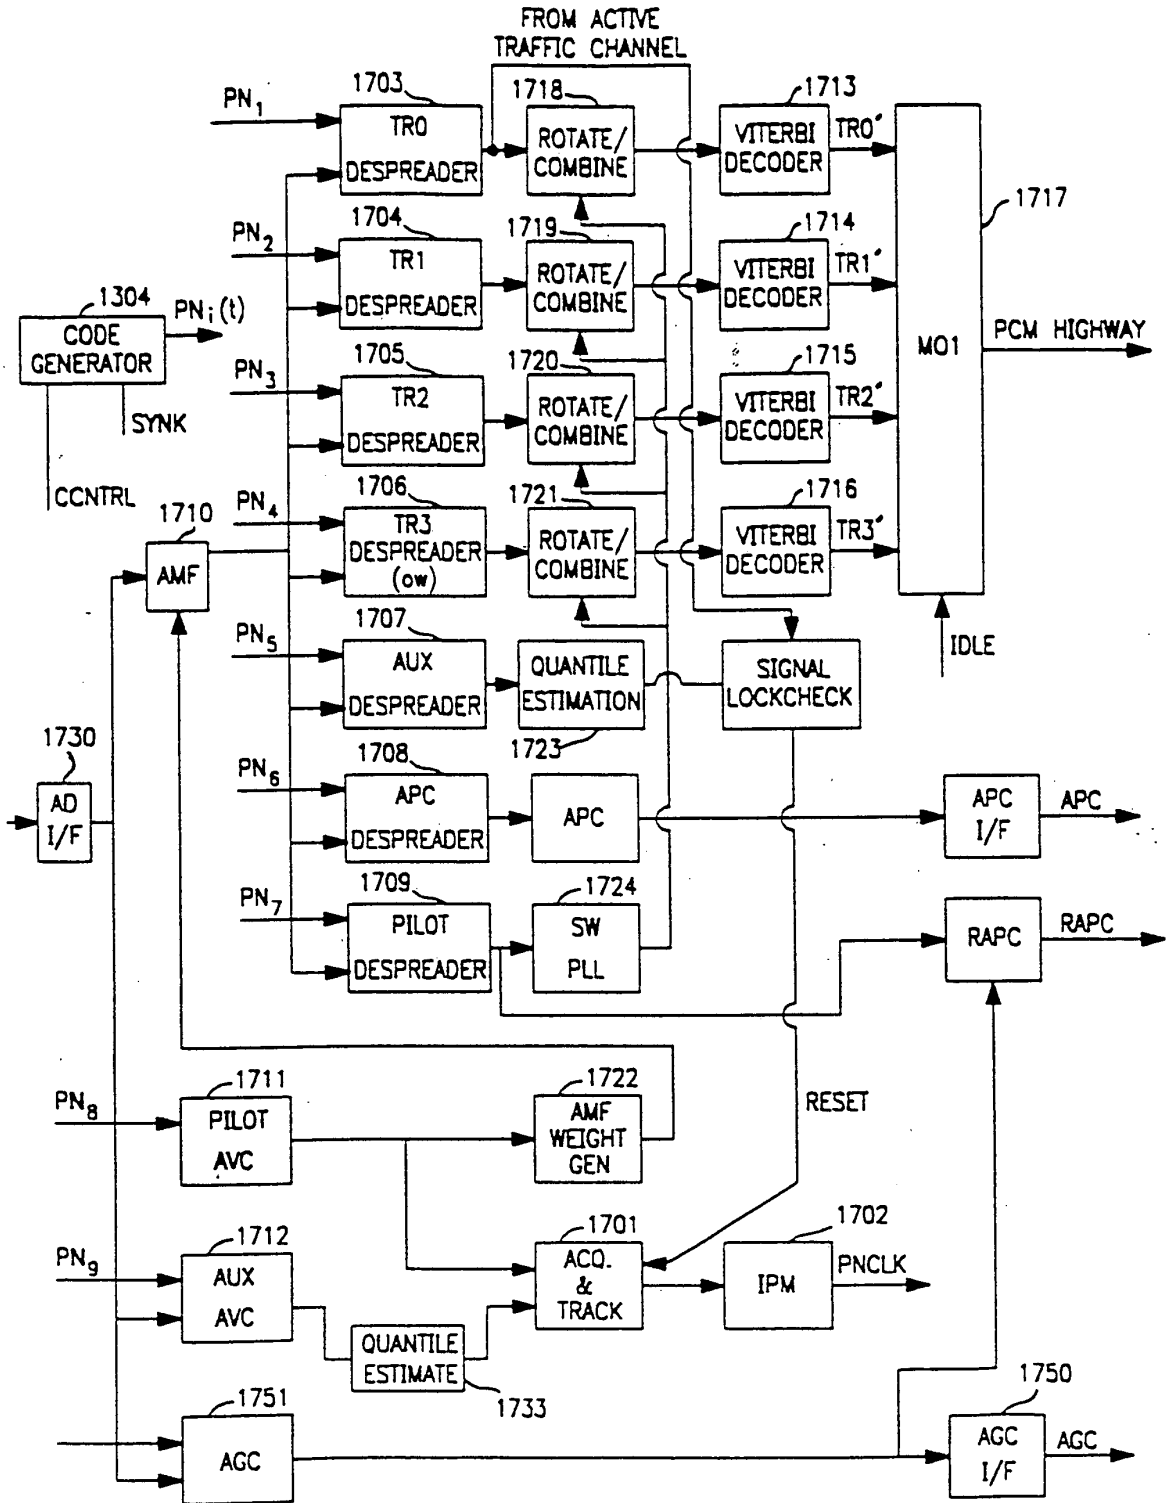 FROM ACTIVE
TRAFFIC CHANNEL
PN1
1703
TR0
DESPREADER
1718
ROTATE/
COMBINE
1713
VITERBI
DECODER
TR0'
MO1
1717
PCM HIGHWAY
IDLE
PN2
1704
TR1
DESPREADER
1719
ROTATE/
COMBINE
1714
VITERBI
DECODER
TR1'
1304
CODE
GENERATOR
PNi(t)
SYNK
CCNTRL
PN3
1705
TR2
DESPREADER
1720
ROTATE/
COMBINE
1715
VITERBI
DECODER
TR2'
PN4
1706
TR3
DESPREADER
(OW)
1721
ROTATE/
COMBINE
1716
VITERBI
DECODER
TR3'
1710
AMF
PN5
1707
AUX
DESPREADER
QUANTILE
ESTIMATION
1723
SIGNAL
LOCKCHECK
1730
AD
I/F
PN6
1708
APC
DESPREADER
APC
APC
I/F
APC
PN7
1709
PILOT
DESPREADER
1724
SW
PLL
RAPC
RAPC
PN8
1711
PILOT
AVC
1722
AMF
WEIGHT
GEN
RESET
PN9
1712
AUX
AVC
QUANTILE
ESTIMATE
1733
1701
ACQ.
&
TRACK
1702
IPM
PNCLK
1751
AGC
1750
AGC
I/F
AGC